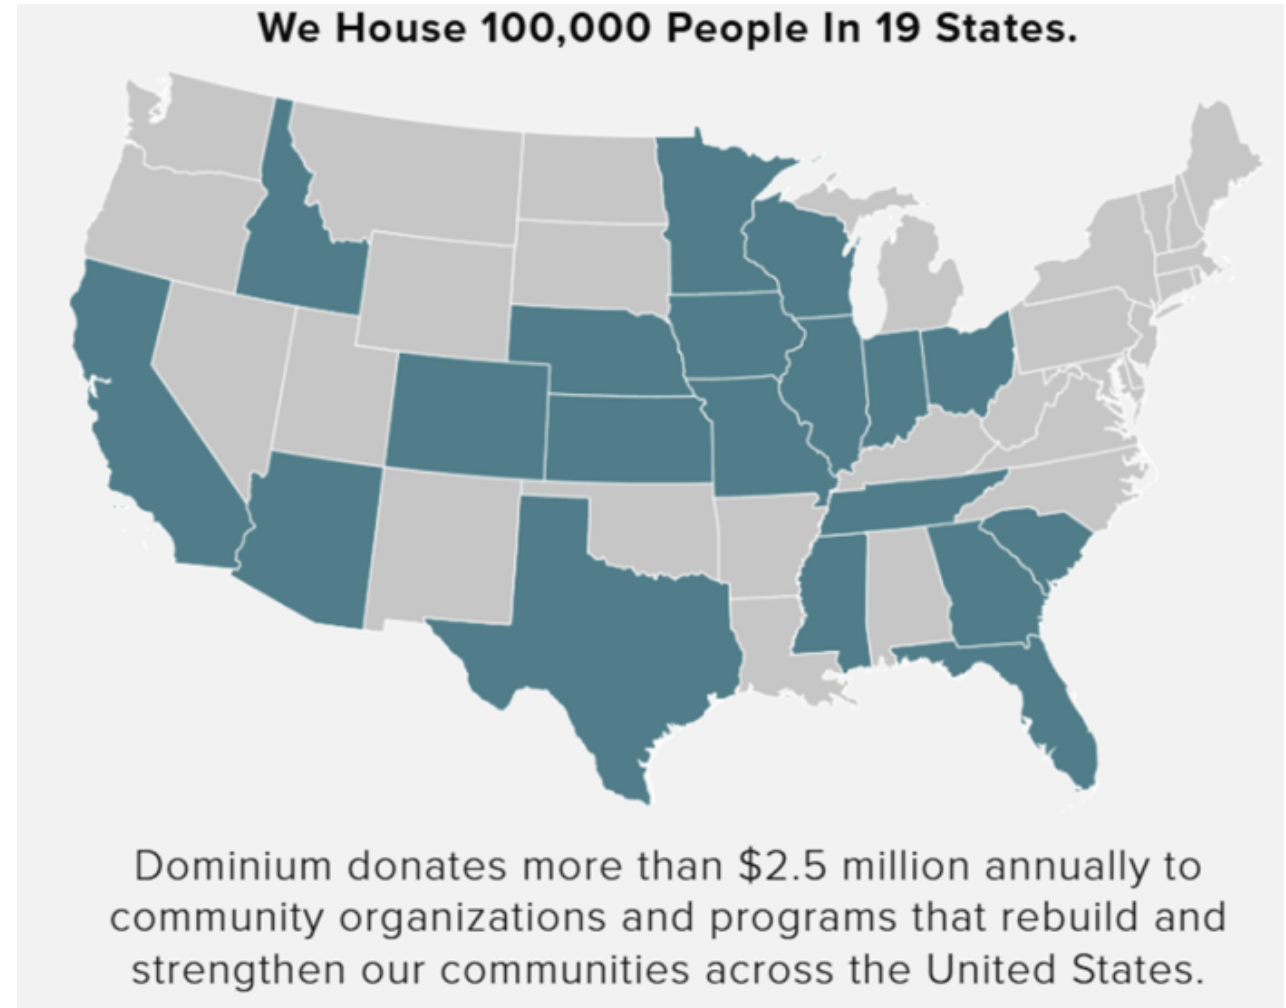 We House 100,000 People In 19 States.
Dominium donates more than $2.5 million annually to
community organizations and programs that rebuild and
strengthen our communities across the United States.